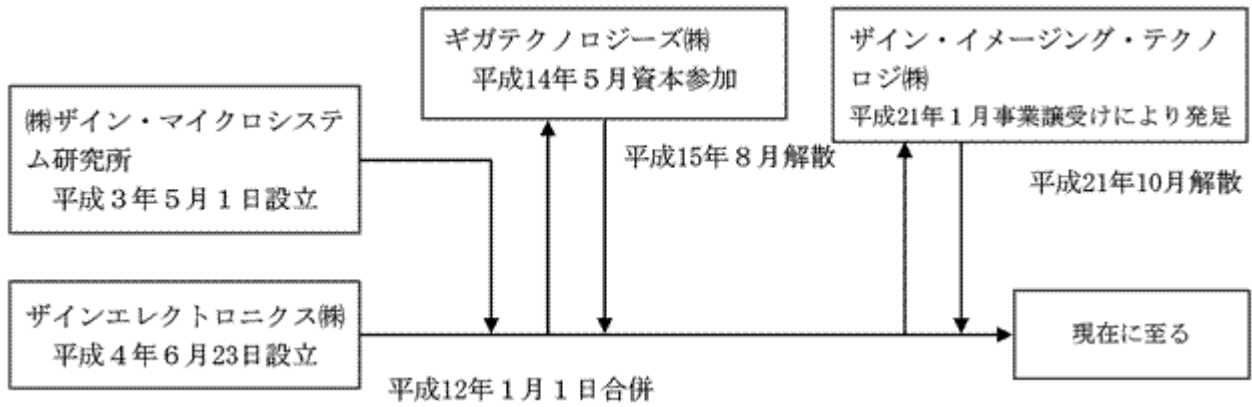 ㈱ザイン・マイクロシステ
ム研究所
平成3年5月1日設立
ザインエレクトロニクス㈱
平成4年6月23日設立
平成12年1月1日合併
ギガテクノロジーズ㈱
平成14年5月資本参加
平成15年8月解散
ザイン・イメージング・テクノ
ロジ㈱
平成21年1月事業譲受けにより発足
平成21年10月解散
現在に至る